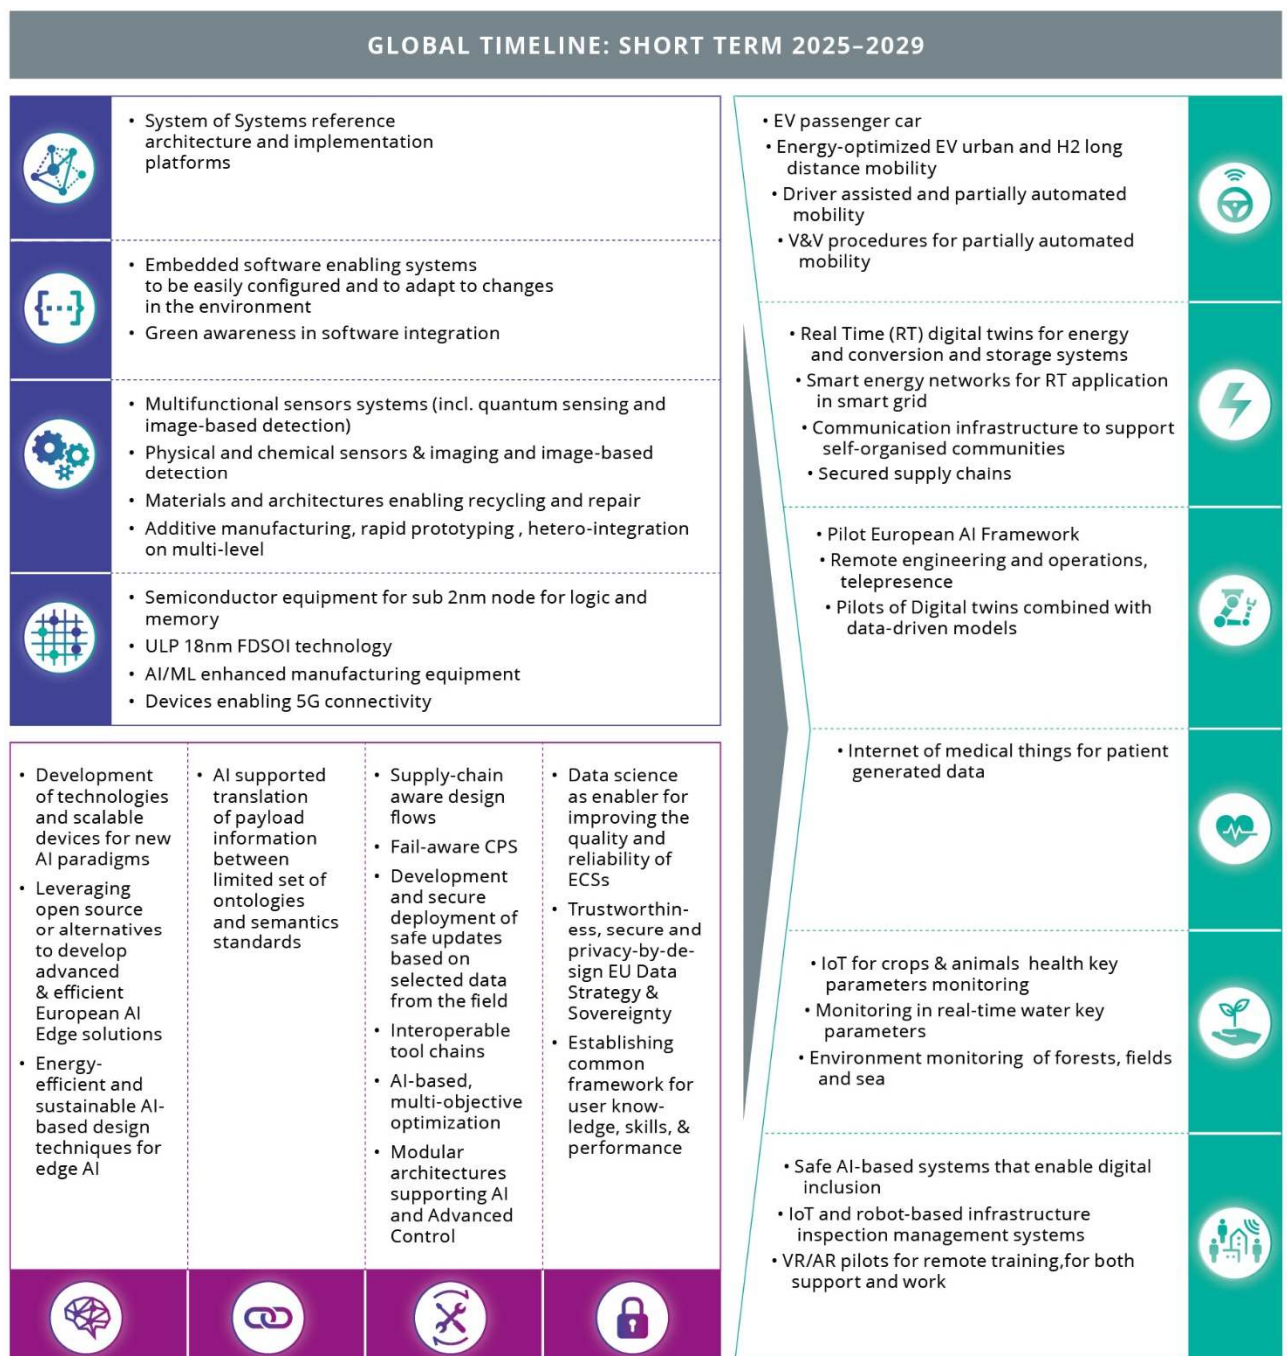 GLOBAL TIMELINE: SHORT TERM 2025–2029
• System of Systems reference
architecture and implementation
platforms
• Embedded software enabling systems
to be easily configured and to adapt to changes
in the environment
• Green awareness in software integration
• Multifunctional sensors systems (incl. quantum sensing and
image-based detection)
• Physical and chemical sensors & imaging and image-based
detection
• Materials and architectures enabling recycling and repair
• Additive manufacturing, rapid prototyping , hetero-integration
on multi-level
• Semiconductor equipment for sub 2nm node for logic and
memory
• ULP 18nm FDSOI technology
• AI/ML enhanced manufacturing equipment
• Devices enabling 5G connectivity
• Development
of technologies
and scalable
devices for new
AI paradigms
• Leveraging
open source
or alternatives
to develop
advanced
& efficient
European AI
Edge solutions
• Energy-
efficient and
sustainable AI-
based design
techniques for
edge AI
• AI supported
translation
of payload
information
between
limited set of
ontologies
and semantics
standards
• Supply-chain
aware design
flows
• Fail-aware CPS
• Development
and secure
deployment of
safe updates
based on
selected data
from the field
• Interoperable
tool chains
• AI-based,
multi-objective
optimization
• Modular
architectures
supporting AI
and Advanced
Control
• Data science
as enabler for
improving the
quality and
reliability of
ECSs
• Trustworthin-
ess, secure and
privacy-by-de-
sign EU Data
Strategy &
Sovereignty
• Establishing
common
framework for
user know-
ledge, skills, &
performance
• EV passenger car
• Energy-optimized EV urban and H2 long
distance mobility
• Driver assisted and partially automated
mobility
• V&V procedures for partially automated
mobility
• Real Time (RT) digital twins for energy
and conversion and storage systems
• Smart energy networks for RT application
in smart grid
• Communication infrastructure to support
self-organised communities
• Secured supply chains
• Pilot European AI Framework
• Remote engineering and operations,
telepresence
• Pilots of Digital twins combined with
data-driven models
• Internet of medical things for patient
generated data
• IoT for crops & animals health key
parameters monitoring
• Monitoring in real-time water key
parameters
• Environment monitoring of forests, fields
and sea
• Safe AI-based systems that enable digital
inclusion
• IoT and robot-based infrastructure
inspection management systems
• VR/AR pilots for remote training,for both
support and work